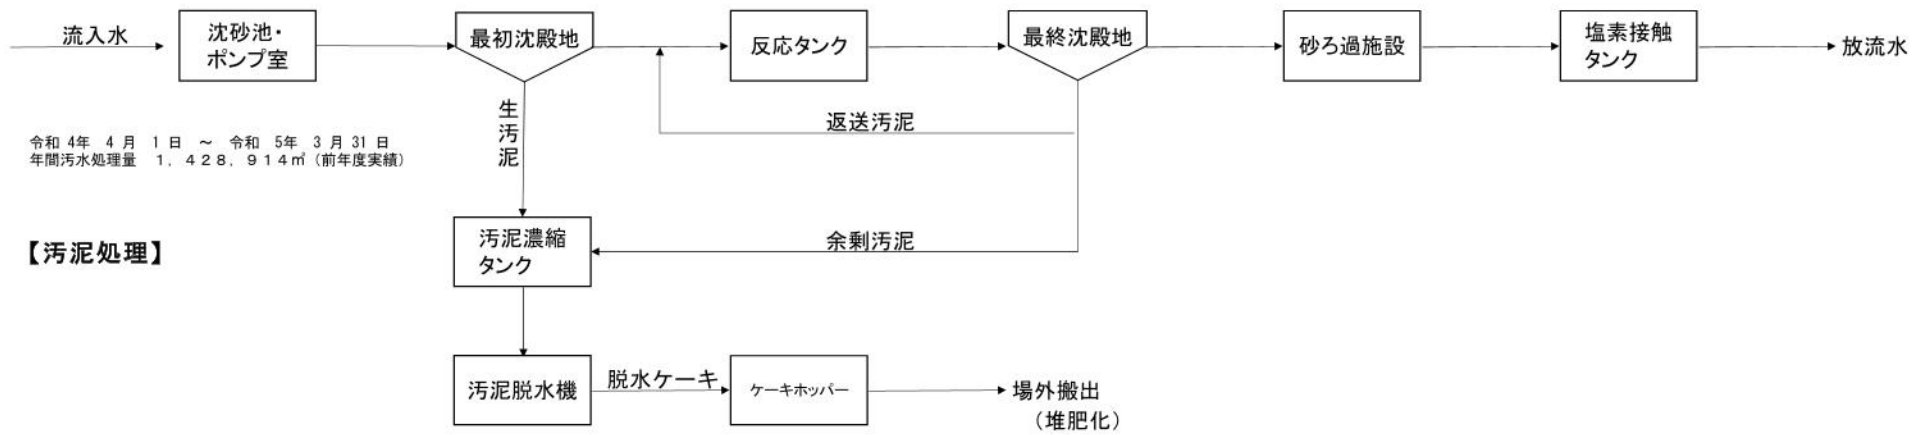 流入水
沈砂池・
ポンプ室
最初沈殿地
反応タンク
最終沈殿地
砂ろ過施設
塩素接触
タンク
放流水
生汚泥
返送汚泥
令和 4年 4 月 1 日 ～ 令和 5年 3 月 31 日
年間汚水処理量 １，４２８，９１４㎥（前年度実績）
【汚泥処理】
汚泥濃縮
タンク
余剰汚泥
汚泥脱水機
脱水ケーキ
ケーキホッパー
場外搬出
（堆肥化）